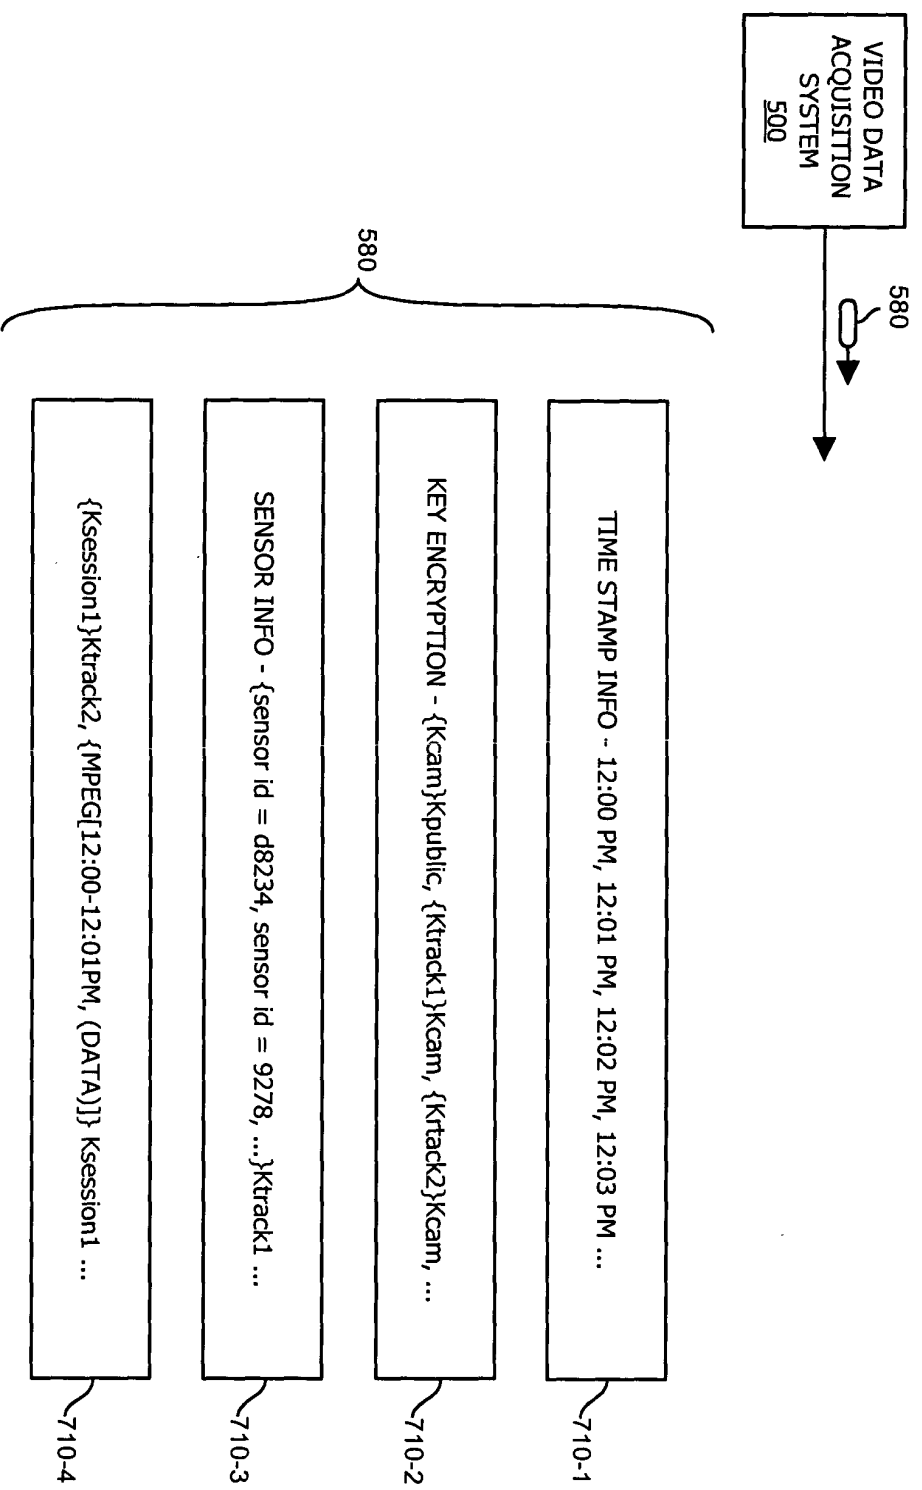 VIDEO DATA
ACQUISITION
SYSTEM
500
580
580
TIME STAMP INFO - 12:00 PM, 12:01 PM, 12:02 PM, 12:03 PM ...
710-1
KEY ENCRYPTION - {Kcam}Kpublic, {Ktrack1}Kcam, {Krtack2}Kcam, ...
710-2
SENSOR INFO - {sensor id = d8234, sensor id = 9278, ...}Ktrack1 ...
710-3
{Ksession1}Ktrack2, {MPEG[12:00-12:01PM, (DATA)]} Ksession1 ...
710-4